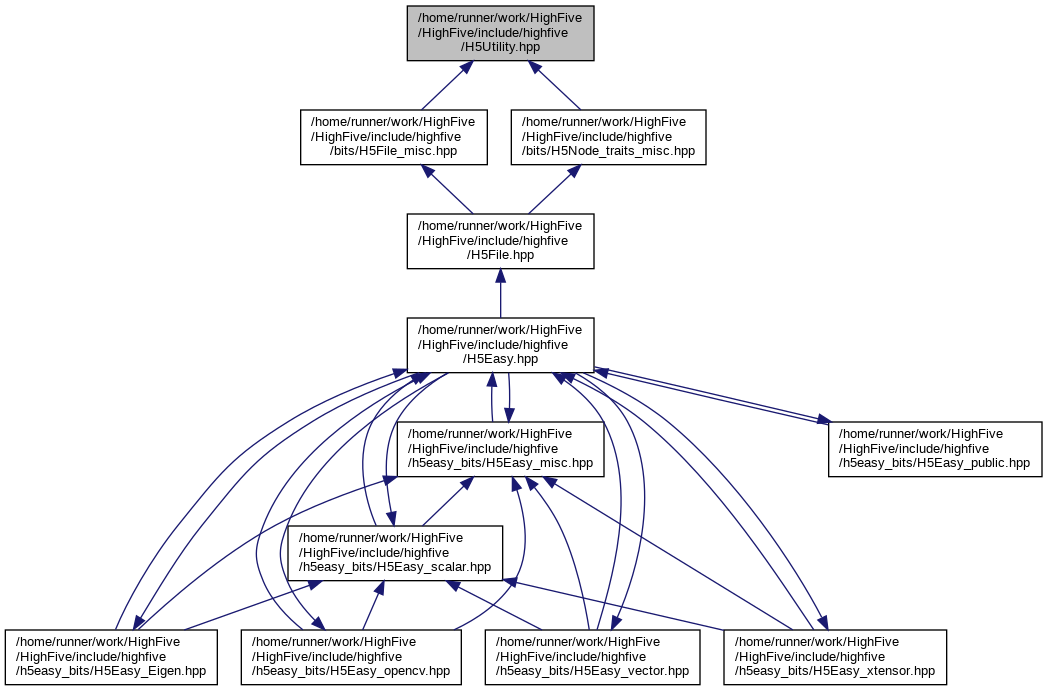 /home/runner/work/HighFive
/HighFive/include/highfive
/H5Utility.hpp
/home/runner/work/HighFive
/HighFive/include/highfive
/bits/H5File_misc.hpp
/home/runner/work/HighFive
/HighFive/include/highfive
/bits/H5Node_traits_misc.hpp
/home/runner/work/HighFive
/HighFive/include/highfive
/H5File.hpp
/home/runner/work/HighFive
/HighFive/include/highfive
/H5Easy.hpp
/home/runner/work/HighFive
/HighFive/include/highfive
/h5easy_bits/H5Easy_misc.hpp
/home/runner/work/HighFive
/HighFive/include/highfive
/h5easy_bits/H5Easy_public.hpp
/home/runner/work/HighFive
/HighFive/include/highfive
/h5easy_bits/H5Easy_scalar.hpp
/home/runner/work/HighFive
/HighFive/include/highfive
/h5easy_bits/H5Easy_Eigen.hpp
/home/runner/work/HighFive
/HighFive/include/highfive
/h5easy_bits/H5Easy_opencv.hpp
/home/runner/work/HighFive
/HighFive/include/highfive
/h5easy_bits/H5Easy_vector.hpp
/home/runner/work/HighFive
/HighFive/include/highfive
/h5easy_bits/H5Easy_xtensor.hpp